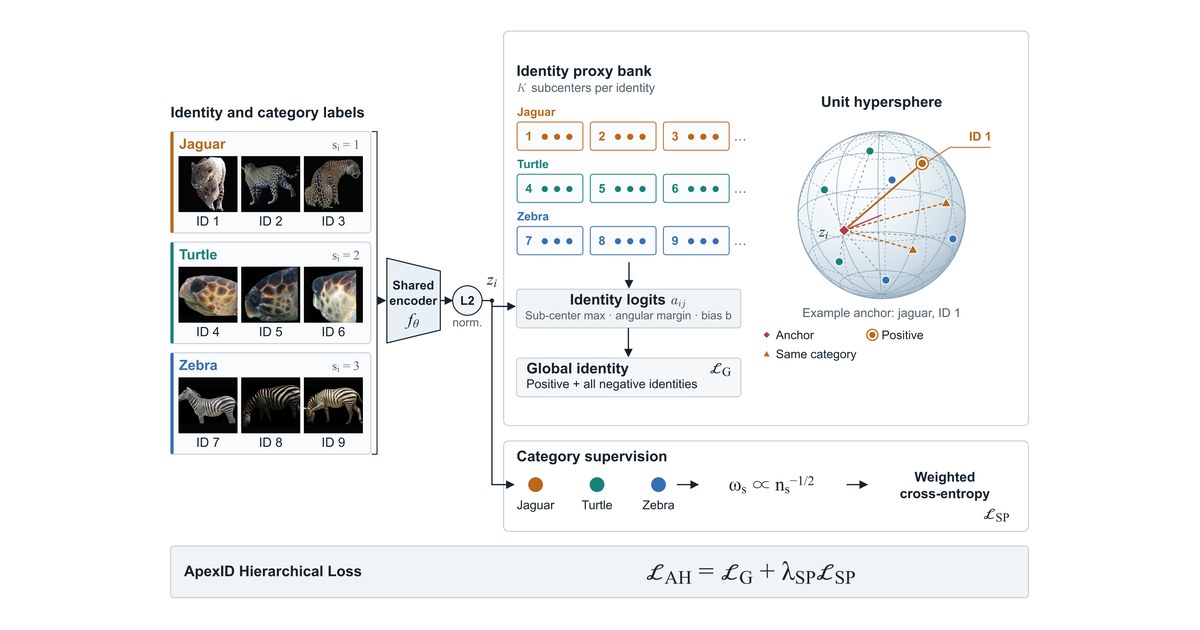 Identity and category labels
Jaguar
sᵢ = 1
ID 1
ID 2
ID 3
Turtle
sᵢ = 2
ID 4
ID 5
ID 6
Zebra
sᵢ = 3
ID 7
ID 8
ID 9
Shared
encoder
f_θ
L2
norm.
z_i
Identity proxy bank
K subcenters per identity
Jaguar
1 ● ● ● 2 ● ● ● 3 ● ● ● ...
Turtle
4 ● ● ● 5 ● ● ● 6 ● ● ● ...
Zebra
7 ● ● ● 8 ● ● ● 9 ● ● ● ...
Identity logits a_ij
Sub-center max · angular margin · bias b
Global identity ℒ_G
Positive + all negative identities
Unit hypersphere
ID 1
z_i
Example anchor: jaguar, ID 1
Anchor
Positive
Same category
Category supervision
Jaguar
Turtle
Zebra
ω_s ∝ n_s^−1/2
Weighted
cross-entropy
ℒ_SP
ApexID Hierarchical Loss
ℒ_AH = ℒ_G + λ_SP ℒ_SP